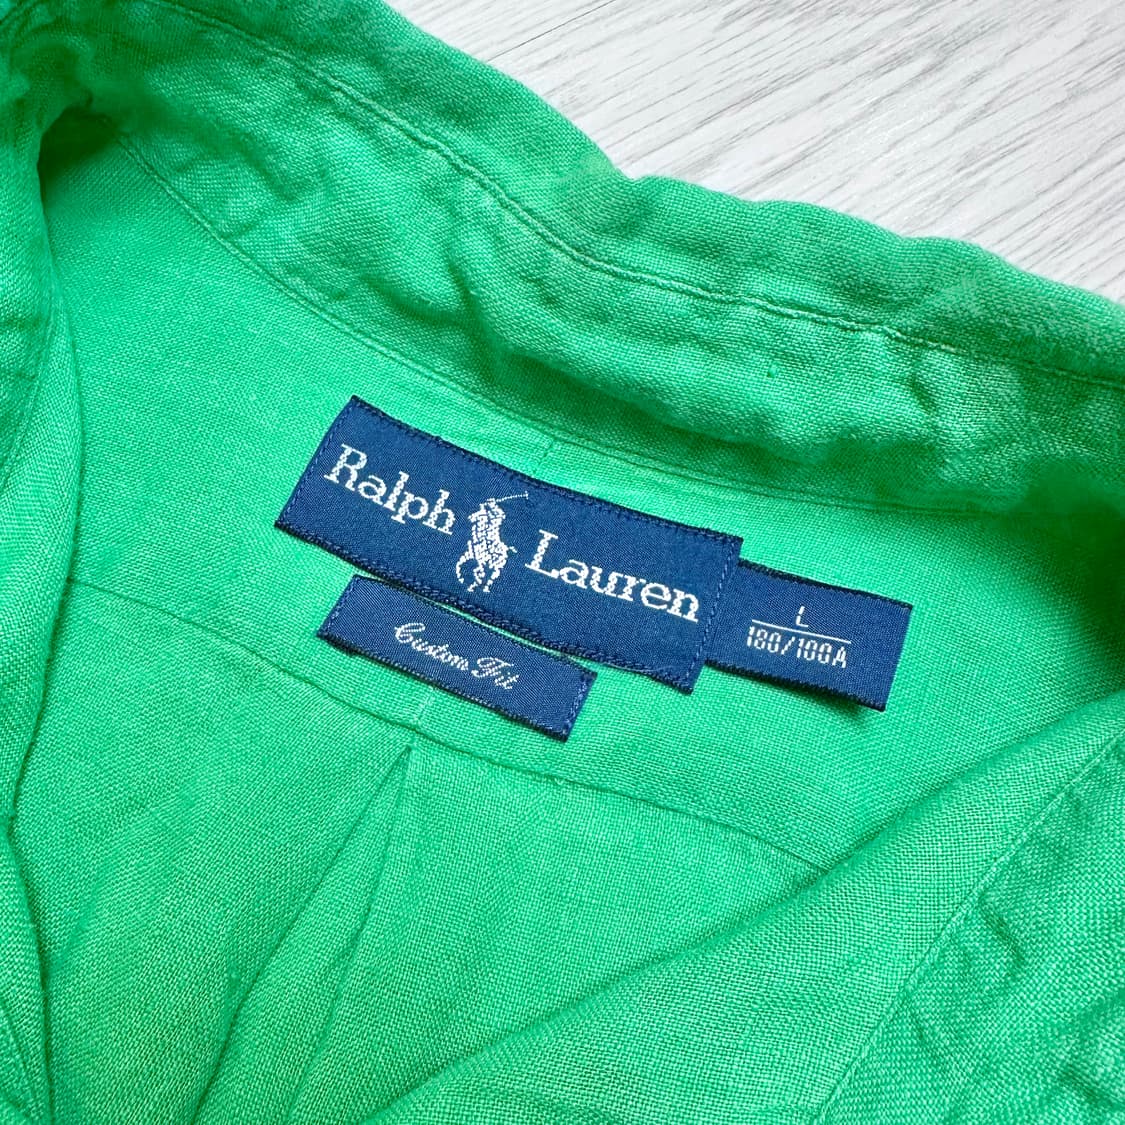 Ralph Lauren
L
180/100A
Custom Fit